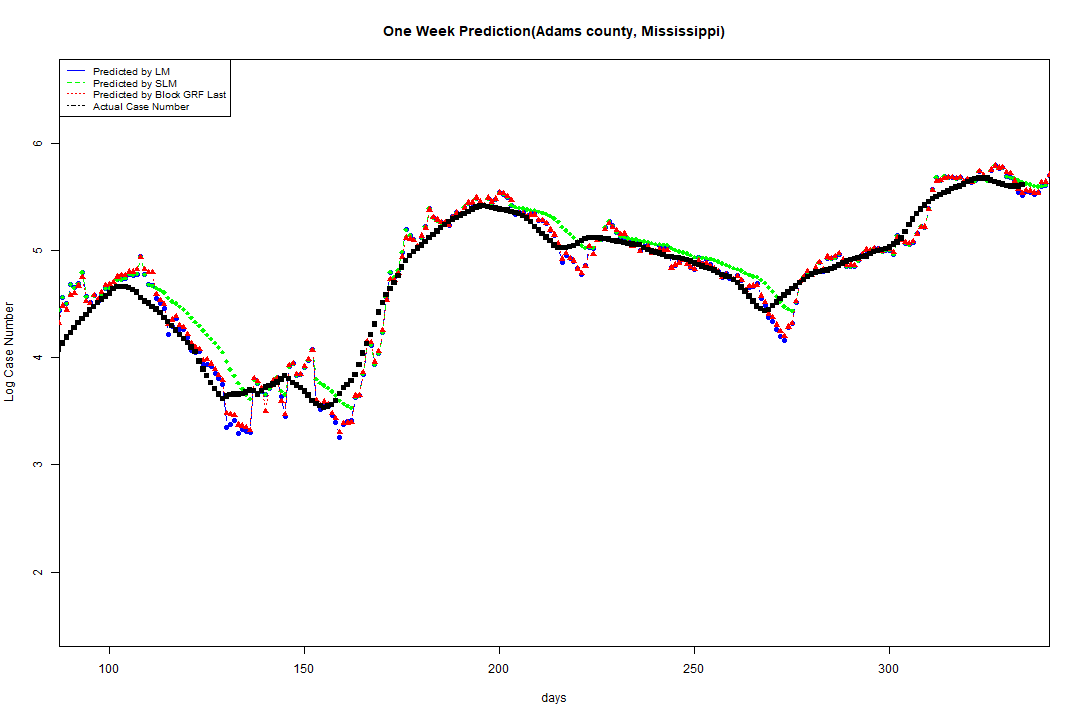 One Week Prediction(Adams county, Mississippi)
Predicted by LM
Predicted by SLM
Predicted by Block GRF Last
Actual Case Number
6
5
4
3
2
Log Case Number
100 150 200 250 300
days